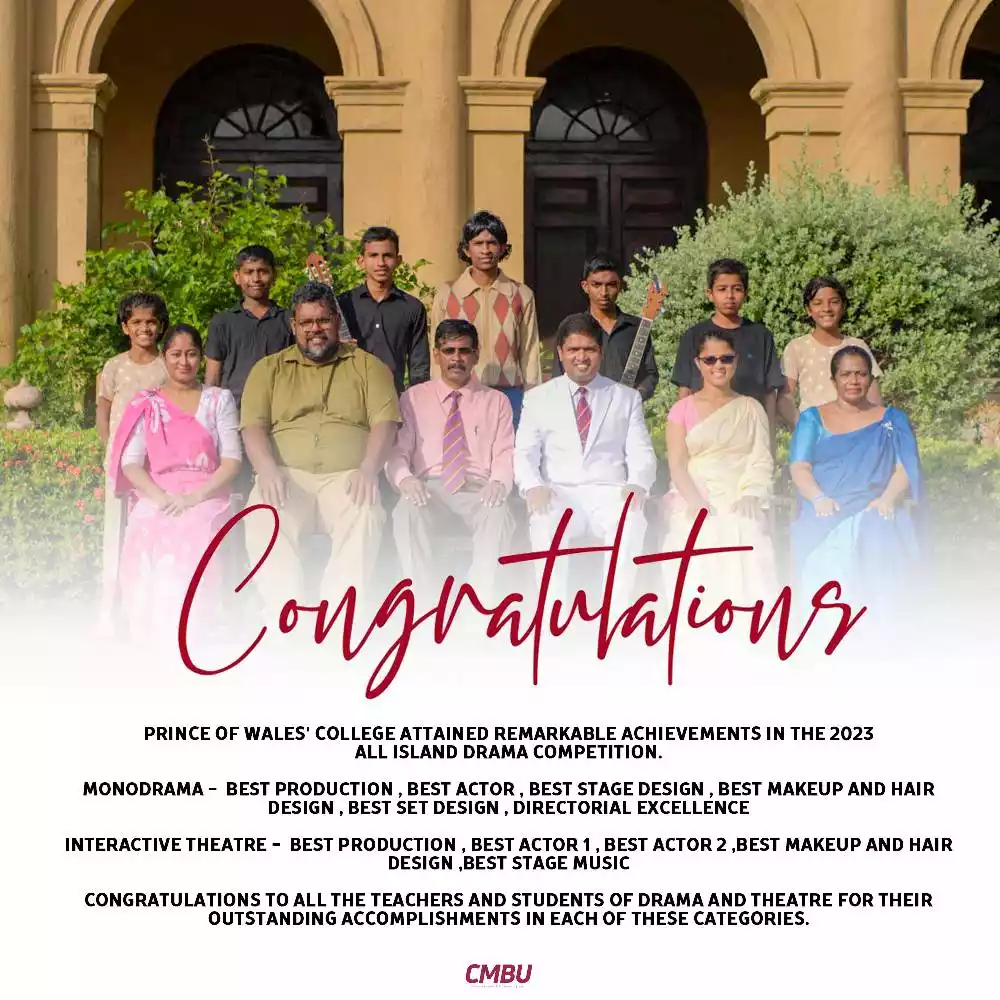 Congratulations
PRINCE OF WALES' COLLEGE ATTAINED REMARKABLE ACHIEVEMENTS IN THE 2023
ALL ISLAND DRAMA COMPETITION.
MONODRAMA - BEST PRODUCTION , BEST ACTOR , BEST STAGE DESIGN , BEST MAKEUP AND HAIR
DESIGN , BEST SET DESIGN , DIRECTORIAL EXCELLENCE
INTERACTIVE THEATRE - BEST PRODUCTION , BEST ACTOR 1 , BEST ACTOR 2 ,BEST MAKEUP AND HAIR
DESIGN ,BEST STAGE MUSIC
CONGRATULATIONS TO ALL THE TEACHERS AND STUDENTS OF DRAMA AND THEATRE FOR THEIR
OUTSTANDING ACCOMPLISHMENTS IN EACH OF THESE CATEGORIES.
CMBU